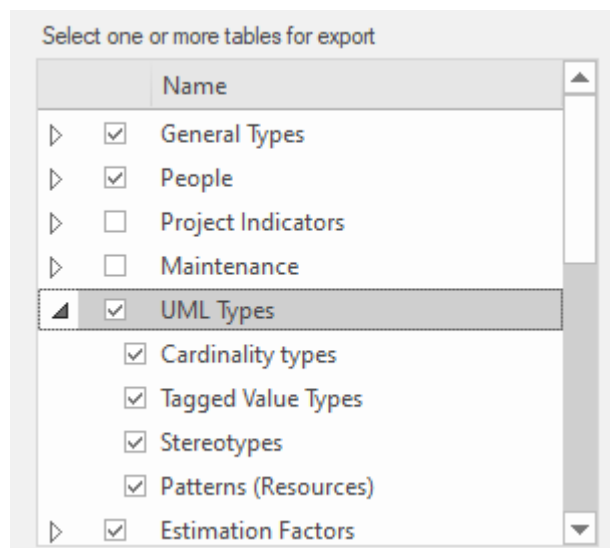 Select one or more tables for export
Name
General Types
People
Project Indicators
Maintenance
UML Types
Cardinality types
Tagged Value Types
Stereotypes
Patterns (Resources)
Estimation Factors